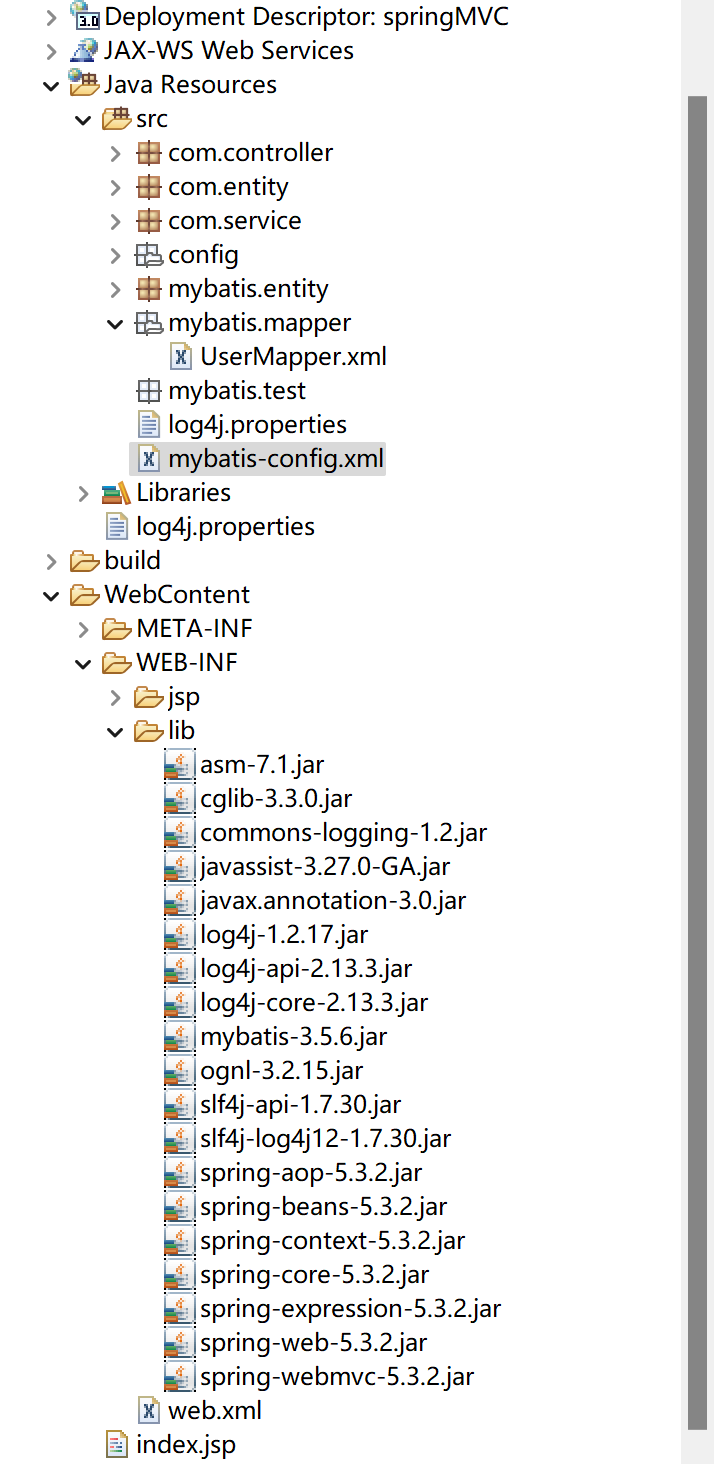 3.0 Deployment Descriptor: springMVC
JAX-WS Web Services
Java Resources
src
com.controller
com.entity
com.service
config
mybatis.entity
mybatis.mapper
X UserMapper.xml
mybatis.test
log4j.properties
X mybatis-config.xml
Libraries
log4j.properties
build
WebContent
META-INF
WEB-INF
jsp
lib
asm-7.1.jar
cglib-3.3.0.jar
commons-logging-1.2.jar
javassist-3.27.0-GA.jar
javax.annotation-3.0.jar
log4j-1.2.17.jar
log4j-api-2.13.3.jar
log4j-core-2.13.3.jar
mybatis-3.5.6.jar
ognl-3.2.15.jar
slf4j-api-1.7.30.jar
slf4j-log4j12-1.7.30.jar
spring-aop-5.3.2.jar
spring-beans-5.3.2.jar
spring-context-5.3.2.jar
spring-core-5.3.2.jar
spring-expression-5.3.2.jar
spring-web-5.3.2.jar
spring-webmvc-5.3.2.jar
X web.xml
index.jsp